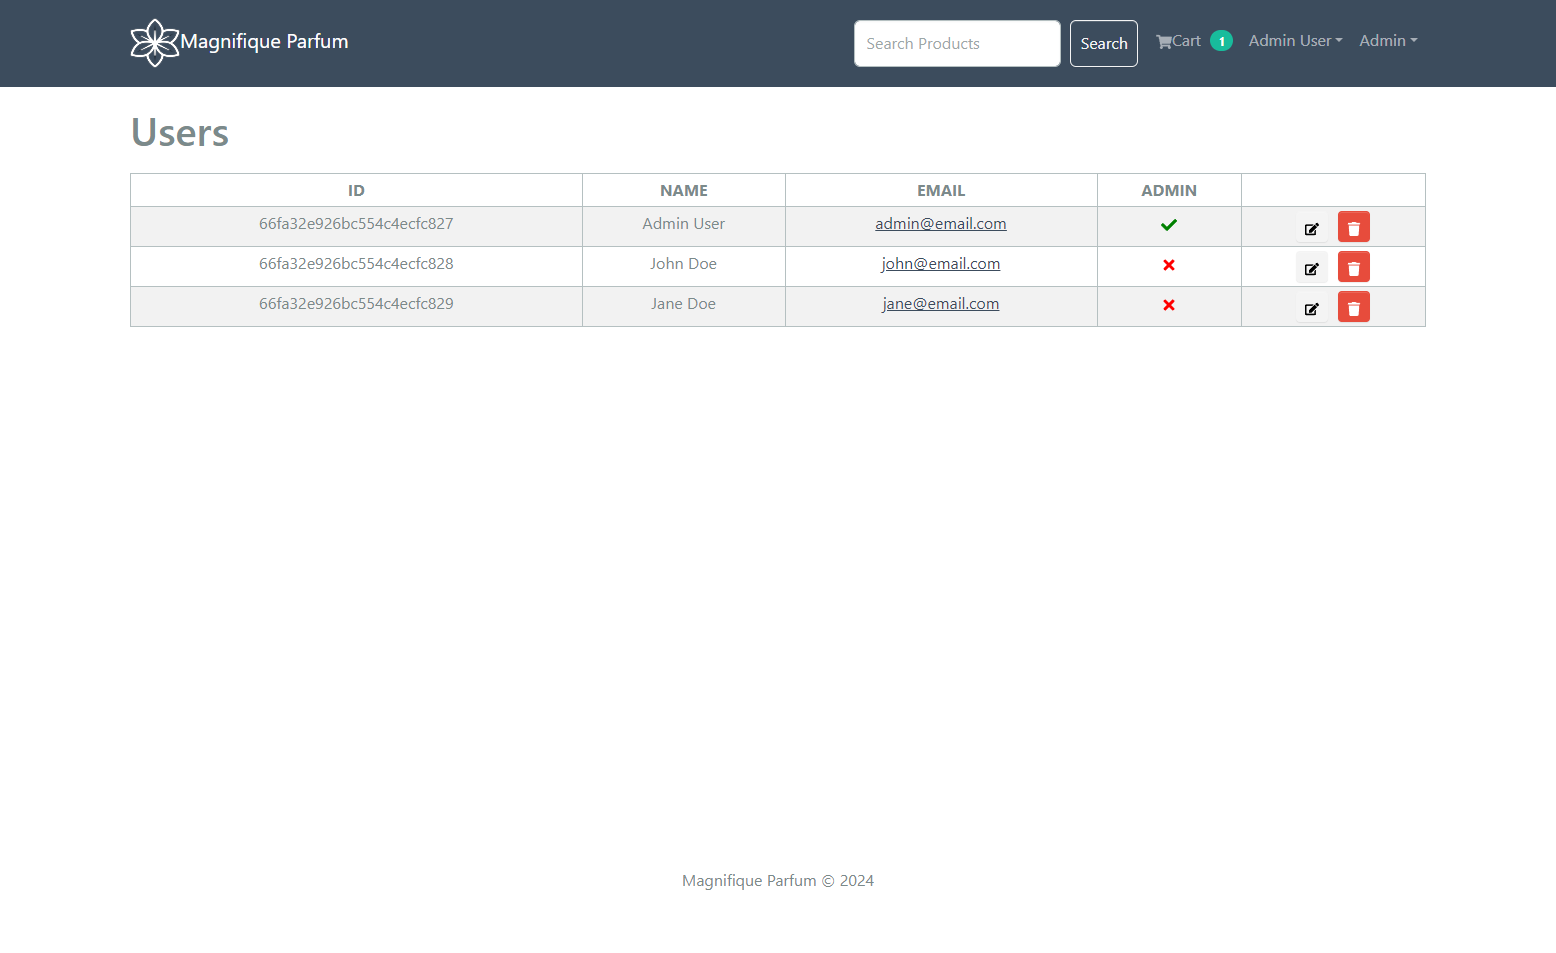 Magnifique Parfum
Search Products
Search
Cart 1
Admin User
Admin
Users
ID NAME EMAIL ADMIN
66fa32e926bc554c4ecfc827 Admin User admin@email.com
66fa32e926bc554c4ecfc828 John Doe john@email.com
66fa32e926bc554c4ecfc829 Jane Doe jane@email.com
Magnifique Parfum © 2024